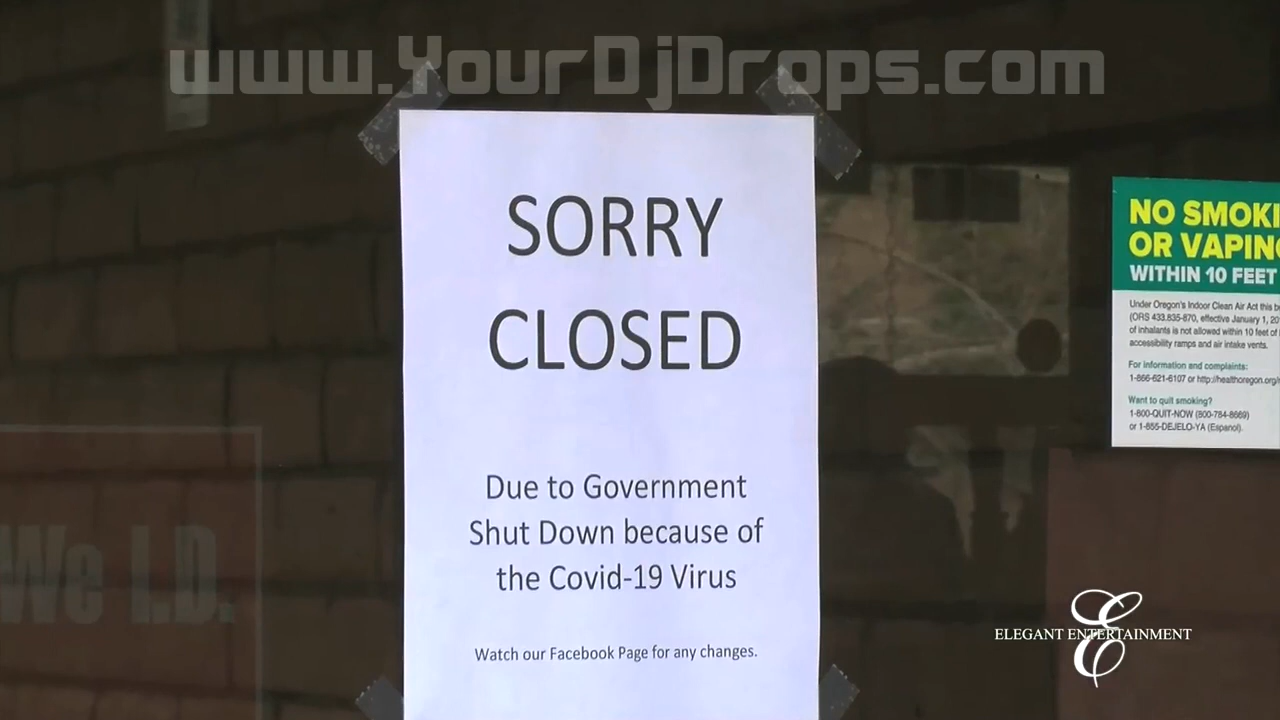 www.YourDjDrops.com
SORRY
CLOSED
Due to Government
Shut Down because of
the Covid-19 Virus
Watch our Facebook Page for any changes.
We I.D.
NO SMOKI
OR VAPING
WITHIN 10 FEET
Under Oregon's Indoor Clean Air Act this b
(ORS 433.835-870, effective January 1, 20
of inhalants is not allowed within 10 feet of
accessibility ramps and air intake vents.
For information and complaints:
1-866-621-6107 or http://healthoregon.org/
Want to quit smoking?
1-800-QUIT-NOW (800-784-8669)
or 1-855-DEJELO-YA (Espanol).
E
ELEGANT ENTERTAINMENT